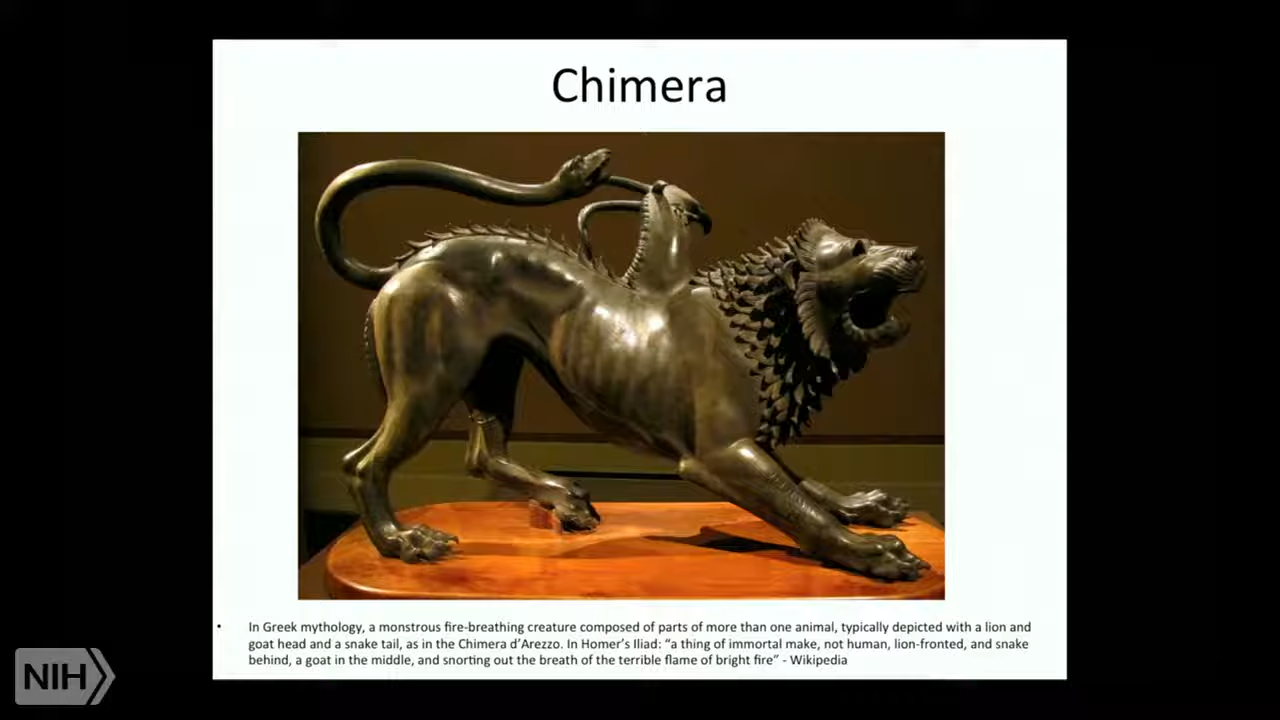 Chimera
• In Greek mythology, a monstrous fire-breathing creature composed of parts of more than one animal, typically depicted with a lion and
goat head and a snake tail, as in the Chimera d’Arezzo. In Homer’s Iliad: “a thing of immortal make, not human, lion-fronted, and snake
behind, a goat in the middle, and snorting out the breath of the terrible flame of bright fire” - Wikipedia
NIH